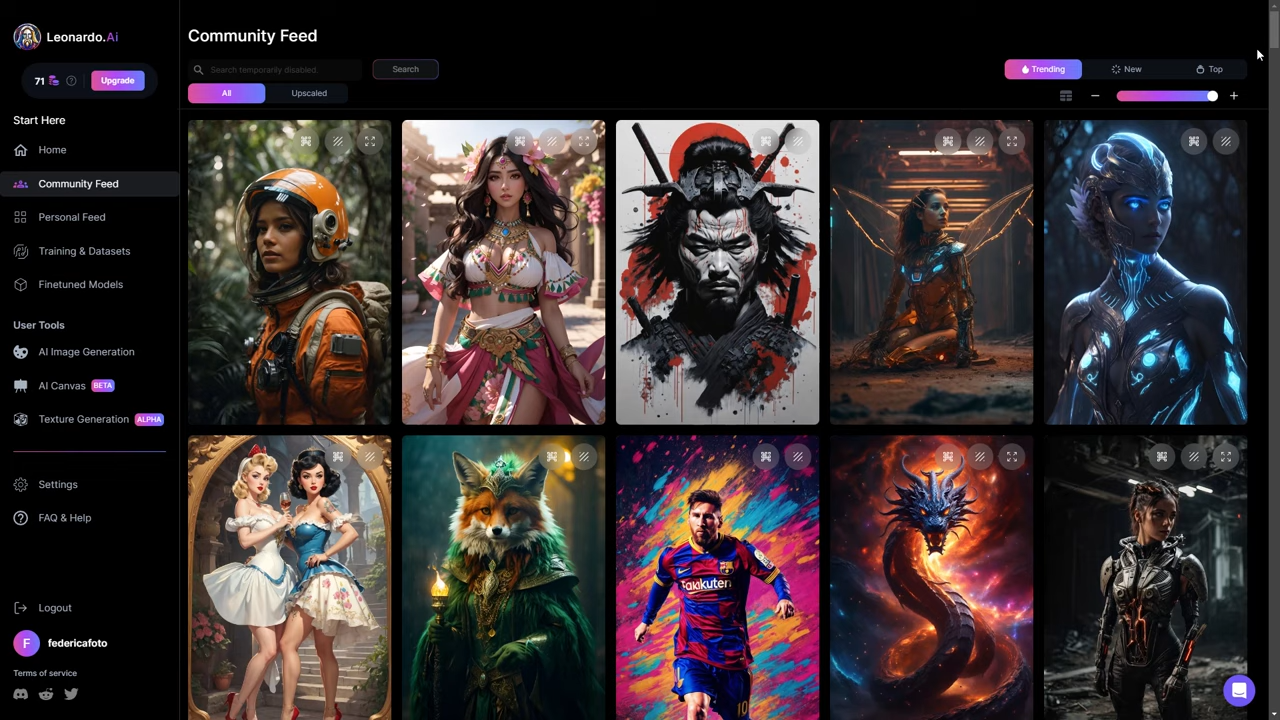 Leonardo.Ai
71
Upgrade
Start Here
Home
Community Feed
Personal Feed
Training & Datasets
Finetuned Models
User Tools
AI Image Generation
AI Canvas BETA
Texture Generation ALPHA
Settings
FAQ & Help
Logout
F federicafoto
Terms of service
Community Feed
Search temporarily disabled.
Search
Trending
New
Top
All
Upscaled
10